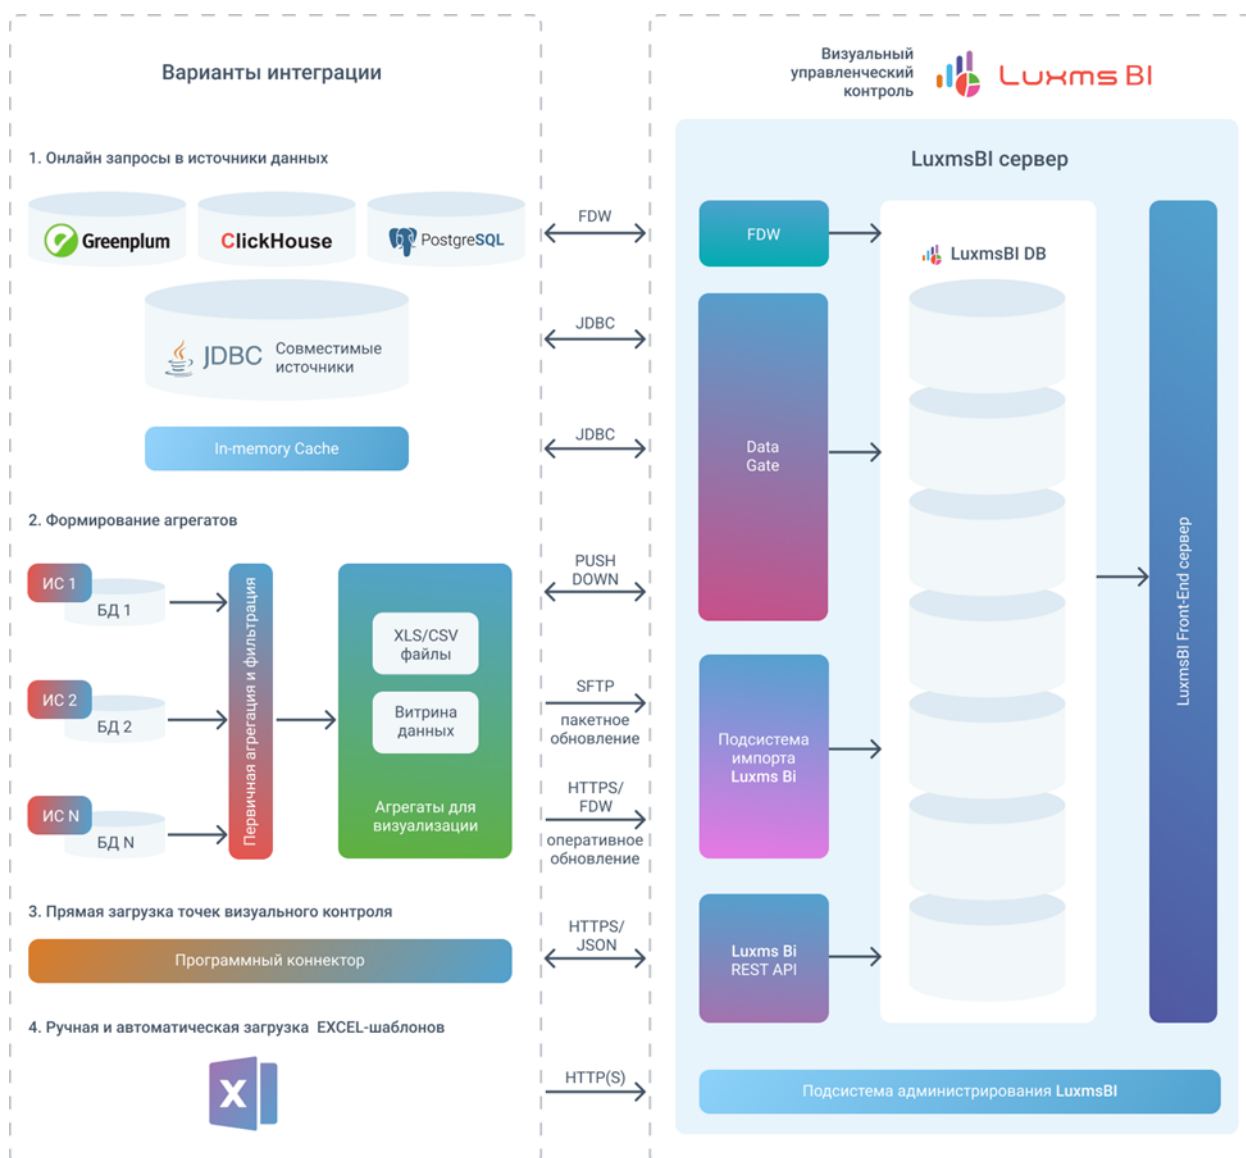 Варианты интеграции
1. Онлайн запросы в источники данных
Greenplum
ClickHouse
PostgreSQL
JDBC
Совместимые
источники
In-memory Cache
2. Формирование агрегатов
ИС 1
БД 1
ИС 2
БД 2
ИС N
БД N
Первичная агрегация и фильтрация
XLS/CSV
файлы
Витрина
данных
Агрегаты для
визуализации
3. Прямая загрузка точек визуального контроля
Программный коннектор
4. Ручная и автоматическая загрузка EXCEL-шаблонов
X
FDW
JDBC
JDBC
PUSH
DOWN
SFTP
пакетное
обновление
HTTPS/
FDW
оперативное
обновление
HTTPS/
JSON
HTTP(S)
Визуальный
управленческий
контроль
Luxms BI
LuxmsBI сервер
FDW
Data
Gate
Подсистема
импорта
Luxms Bi
Luxms Bi
REST API
LuxmsBI DB
LuxmsBI Front-End сервер
Подсистема администрирования LuxmsBI